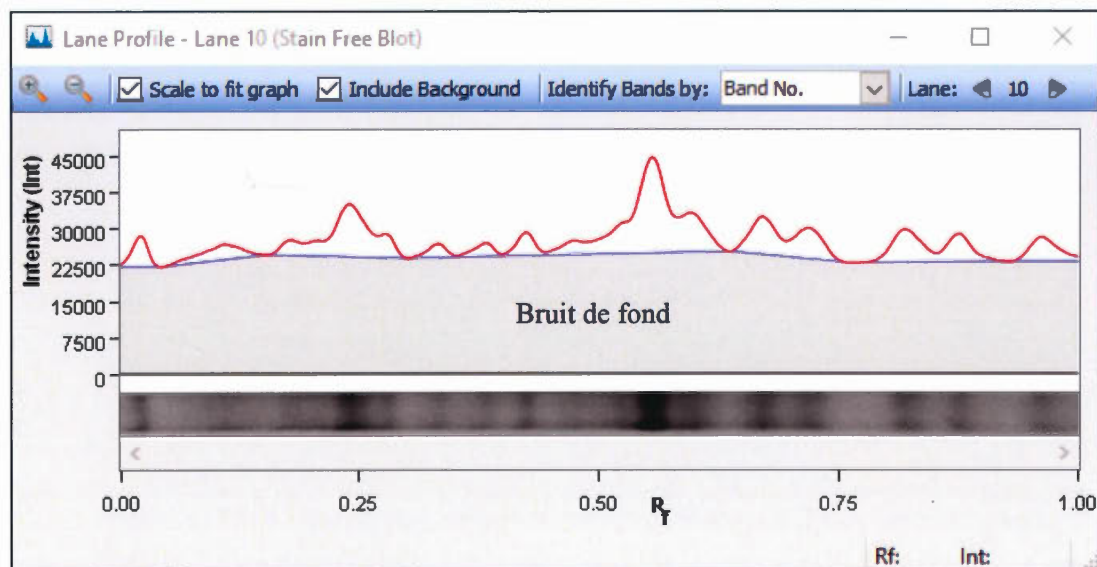 Lane Profile - Lane 10 (Stain Free Blot)
Scale to fit graph Include Background Identify Bands by: Band No. Lane: 10
Intensity (Int)
45000
37500
30000
22500
15000
7500
0
Bruit de fond
0.00 0.25 0.50 0.75 1.00
Rf
Rf: Int: